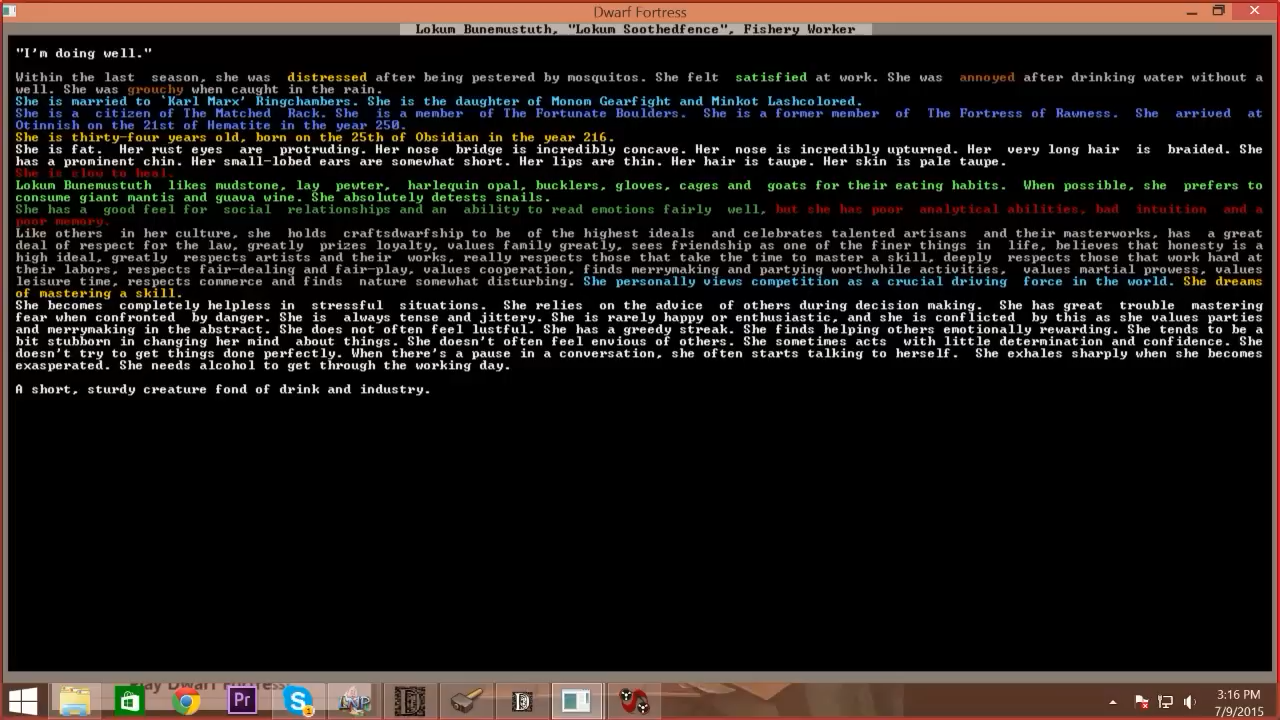 Dwarf Fortress
Lokum Bunemustuth, "Lokum Soothedfence", Fishery Worker
"I'm doing well."
Within the last season, she was distressed after being pestered by mosquitos. She felt satisfied at work. She was annoyed after drinking water without a
well. She was grouchy when caught in the rain.
She is married to `Karl Marx' Ringchambers. She is the daughter of Monom Gearfight and Minkot Lashcolored.
She is a citizen of The Matched Rack. She is a member of The Fortunate Boulders. She is a former member of The Fortress of Rawness. She arrived at
Otinnish on the 21st of Hematite in the year 250.
She is thirty-four years old, born on the 25th of Obsidian in the year 216.
She is fat. Her rust eyes are protruding. Her nose bridge is incredibly concave. Her nose is incredibly upturned. Her very long hair is braided. She
has a prominent chin. Her small-lobed ears are somewhat short. Her lips are thin. Her hair is taupe. Her skin is pale taupe.
She is slow to heal.
Lokum Bunemustuth likes mudstone, lay pewter, harlequin opal, bucklers, gloves, cages and goats for their eating habits. When possible, she prefers to
consume giant mantis and guava wine. She absolutely detests snails.
She has a good feel for social relationships and an ability to read emotions fairly well, but she has poor analytical abilities, bad intuition and a
poor memory.
Like others in her culture, she holds craftsdwarfship to be of the highest ideals and celebrates talented artisans and their masterworks, has a great
deal of respect for the law, greatly prizes loyalty, values family greatly, sees friendship as one of the finer things in life, believes that honesty is a
high ideal, greatly respects artists and their works, really respects those that take the time to master a skill, deeply respects those that work hard at
their labors, respects fair-dealing and fair-play, values cooperation, finds merrymaking and partying worthwhile activities, values martial prowess, values
leisure time, respects commerce and finds nature somewhat disturbing. She personally views competition as a crucial driving force in the world. She dreams
of mastering a skill.
She becomes completely helpless in stressful situations. She relies on the advice of others during decision making. She has great trouble mastering
fear when confronted by danger. She is always tense and jittery. She is rarely happy or enthusiastic, and she is conflicted by this as she values parties
and merrymaking in the abstract. She does not often feel lustful. She has a greedy streak. She finds helping others emotionally rewarding. She tends to be a
bit stubborn in changing her mind about things. She doesn't often feel envious of others. She sometimes acts with little determination and confidence. She
doesn't try to get things done perfectly. When there's a pause in a conversation, she often starts talking to herself. She exhales sharply when she becomes
exasperated. She needs alcohol to get through the working day.
A short, sturdy creature fond of drink and industry.
Play Dwarf Fortress
Pr
3:16 PM
7/9/2015